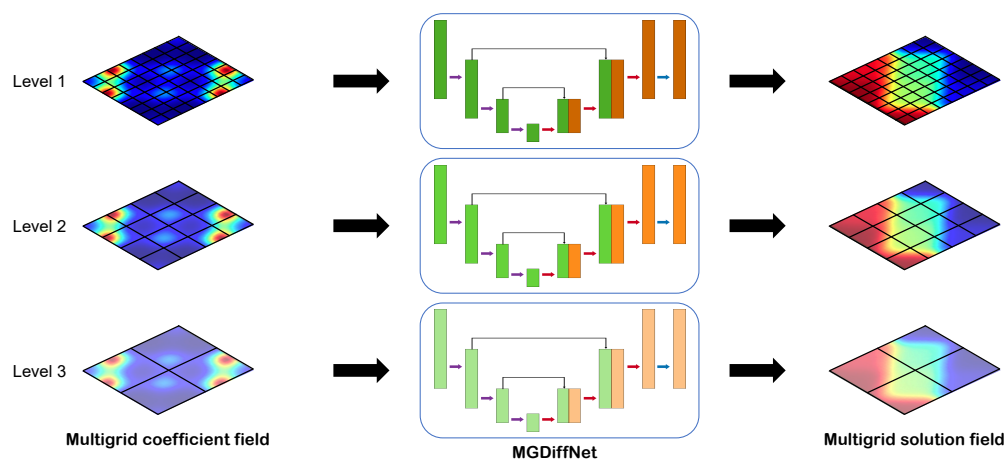 Level 1
Level 2
Level 3
Multigrid coefficient field
MGDiffNet
Multigrid solution field